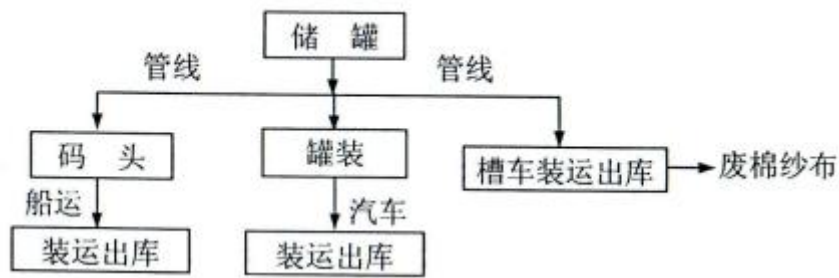 储 罐
管线
管线
码 头
罐装
槽车装运出库
废棉纱布
船运
汽车
装运出库
装运出库